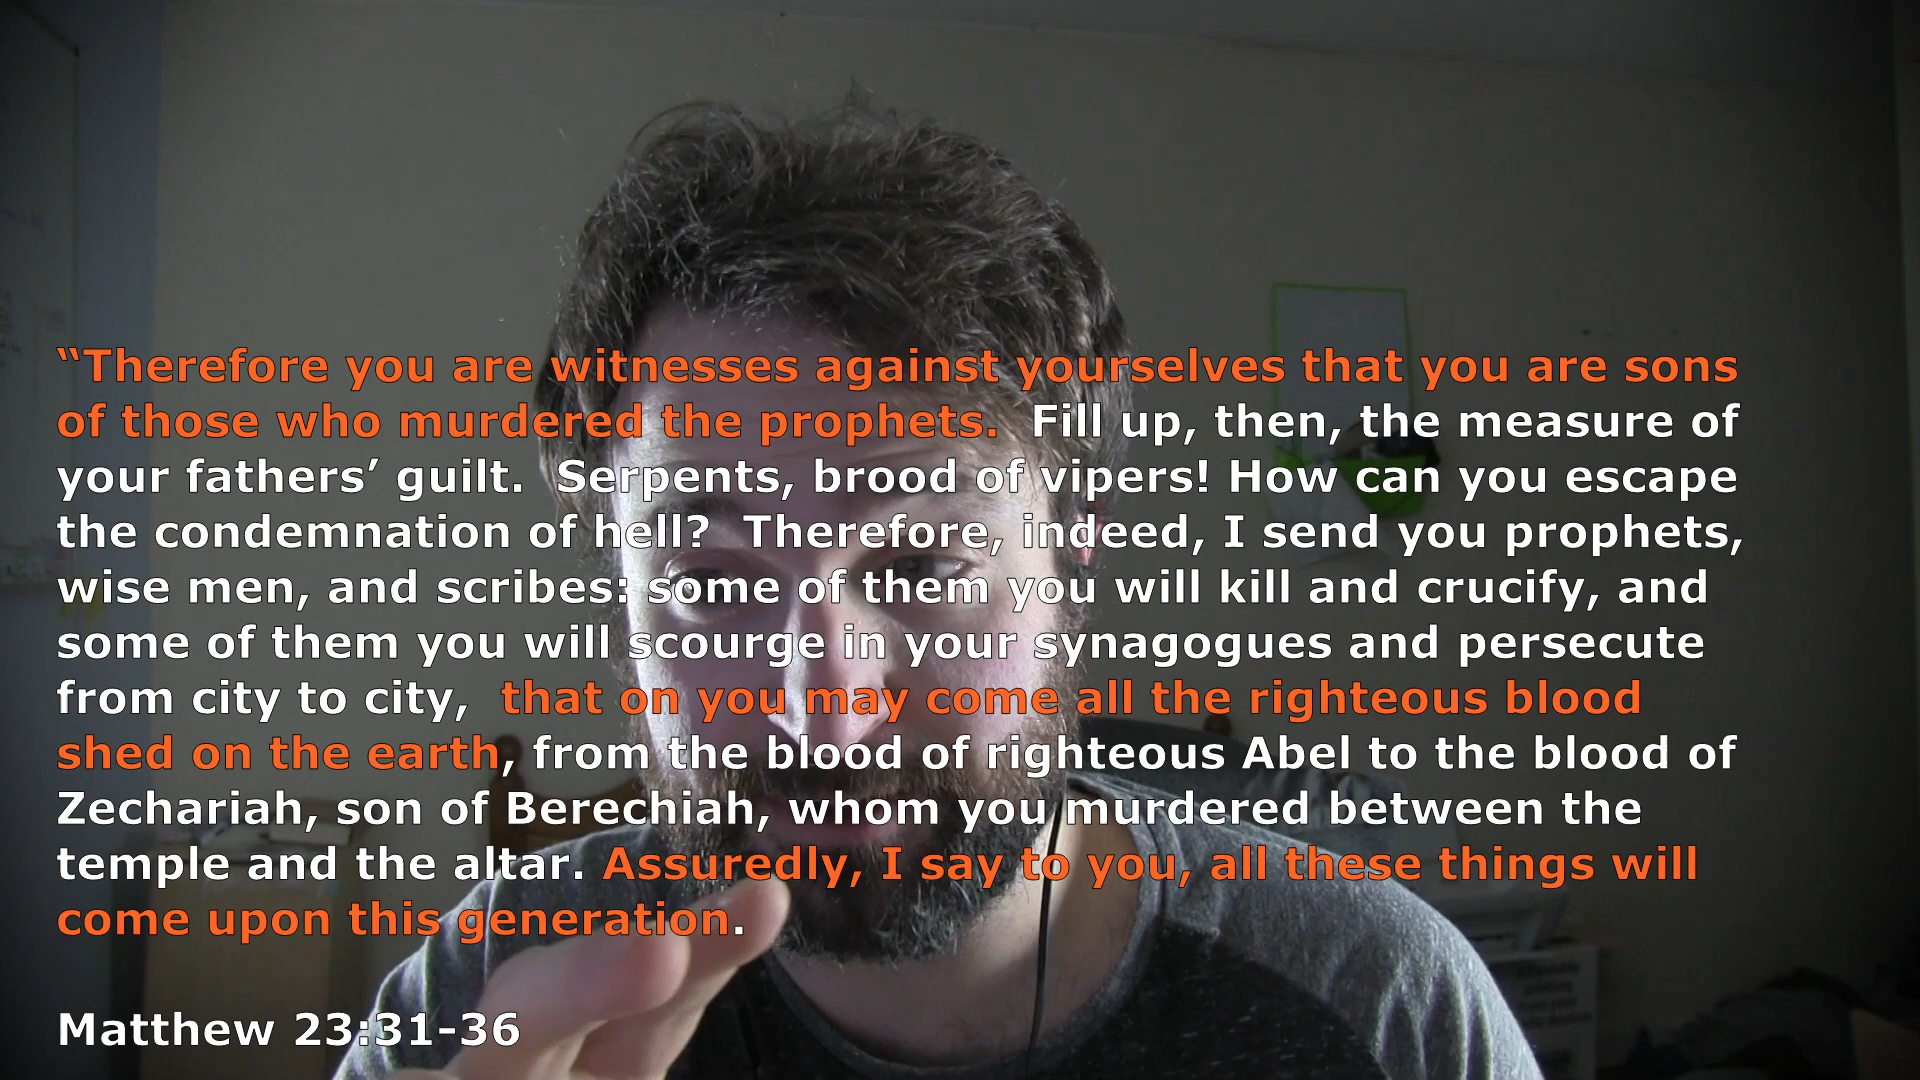 “Therefore you are witnesses against yourselves that you are sons
of those who murdered the prophets. Fill up, then, the measure of
your fathers’ guilt. Serpents, brood of vipers! How can you escape
the condemnation of hell? Therefore, indeed, I send you prophets,
wise men, and scribes: some of them you will kill and crucify, and
some of them you will scourge in your synagogues and persecute
from city to city, that on you may come all the righteous blood
shed on the earth, from the blood of righteous Abel to the blood of
Zechariah, son of Berechiah, whom you murdered between the
temple and the altar. Assuredly, I say to you, all these things will
come upon this generation.
Matthew 23:31-36